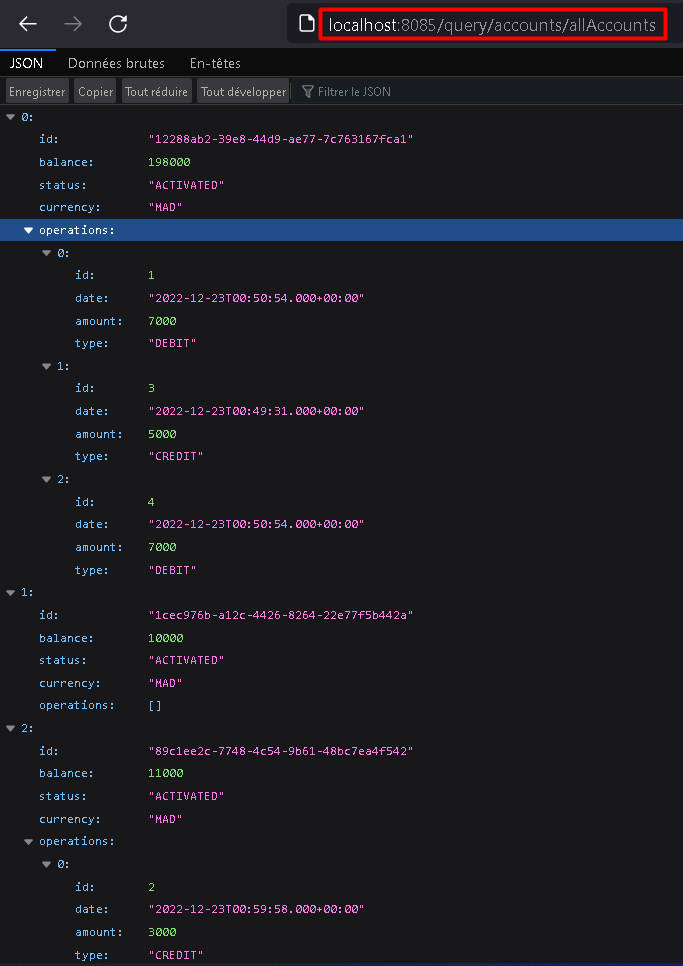 localhost:8085/query/accounts/allAccounts
JSON Données brutes En-têtes
Enregistrer Copier Tout réduire Tout développer Filtrer le JSON
0:
id: "12288ab2-39e8-44d9-ae77-7c763167fca1"
balance: 198000
status: "ACTIVATED"
currency: "MAD"
operations:
0:
id: 1
date: "2022-12-23T00:50:54.000+00:00"
amount: 7000
type: "DEBIT"
1:
id: 3
date: "2022-12-23T00:49:31.000+00:00"
amount: 5000
type: "CREDIT"
2:
id: 4
date: "2022-12-23T00:50:54.000+00:00"
amount: 7000
type: "DEBIT"
1:
id: "1cec976b-a12c-4426-8264-22e77f5b442a"
balance: 10000
status: "ACTIVATED"
currency: "MAD"
operations: []
2:
id: "89c1ee2c-7748-4c54-9b61-48bc7ea4f542"
balance: 11000
status: "ACTIVATED"
currency: "MAD"
operations:
0:
id: 2
date: "2022-12-23T00:59:58.000+00:00"
amount: 3000
type: "CREDIT"